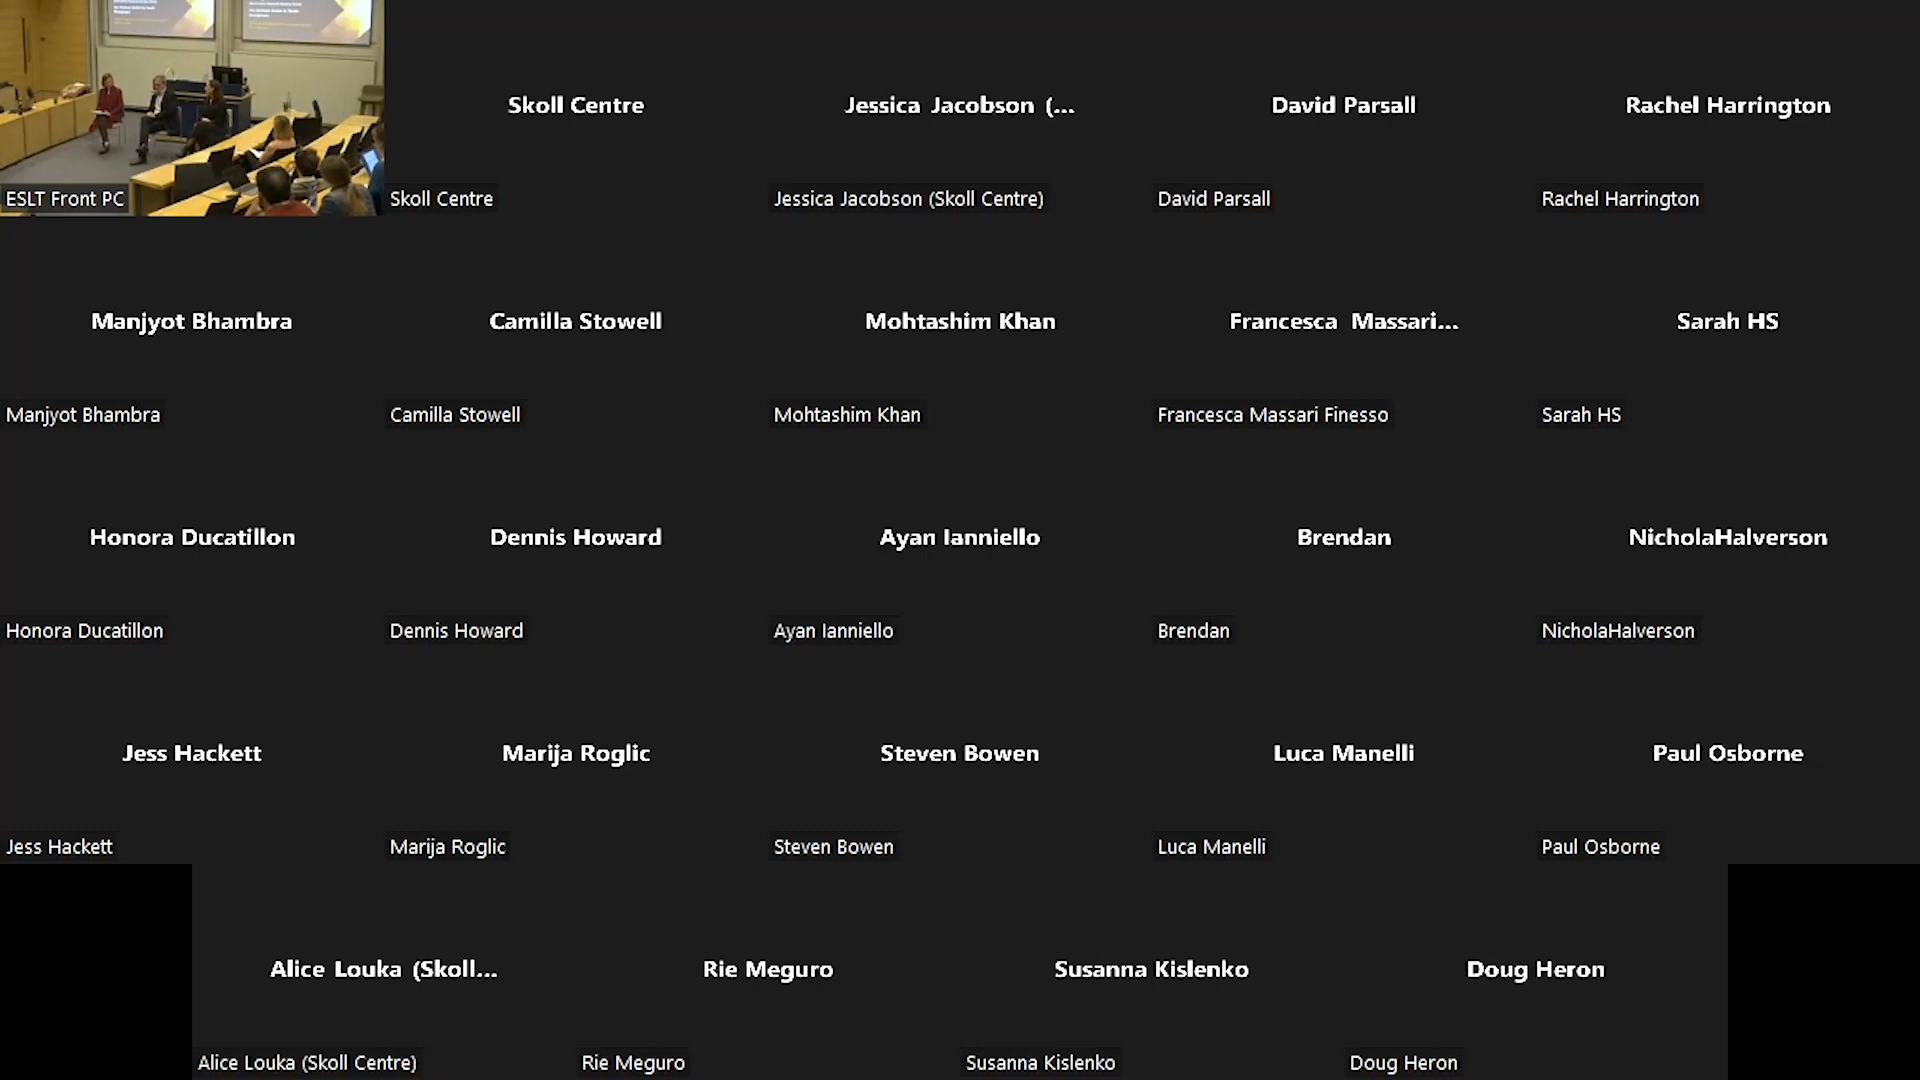 ESLT Front PC
Skoll Centre
Skoll Centre
Jessica Jacobson (...
Jessica Jacobson (Skoll Centre)
David Parsall
David Parsall
Rachel Harrington
Rachel Harrington
Manjyot Bhambra
Manjyot Bhambra
Camilla Stowell
Camilla Stowell
Mohtashim Khan
Mohtashim Khan
Francesca Massari...
Francesca Massari Finesso
Sarah HS
Sarah HS
Honora Ducatillon
Honora Ducatillon
Dennis Howard
Dennis Howard
Ayan Ianniello
Ayan Ianniello
Brendan
Brendan
NicholaHalverson
NicholaHalverson
Jess Hackett
Jess Hackett
Marija Roglic
Marija Roglic
Steven Bowen
Steven Bowen
Luca Manelli
Luca Manelli
Paul Osborne
Paul Osborne
Alice Louka (Skoll...
Alice Louka (Skoll Centre)
Rie Meguro
Rie Meguro
Susanna Kislenko
Susanna Kislenko
Doug Heron
Doug Heron